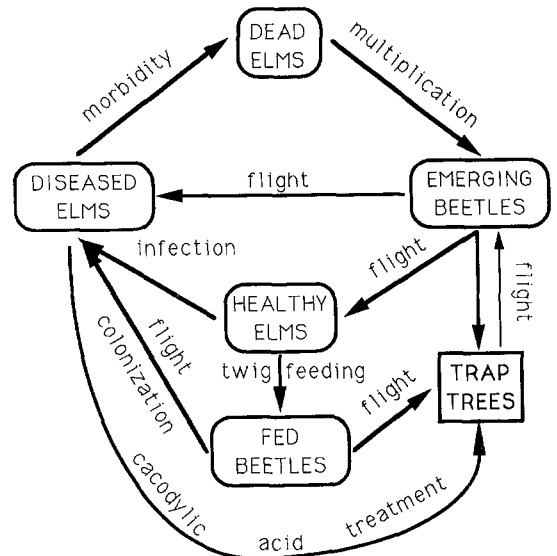 DEAD
ELMS
morbidity
multiplication
DISEASED
ELMS
flight
EMERGING
BEETLES
infection
flight
flight
HEALTHY
ELMS
flight
colonization
twig feeding
flight
TRAP
TREES
FED
BEETLES
cacodylic
acid
treatment